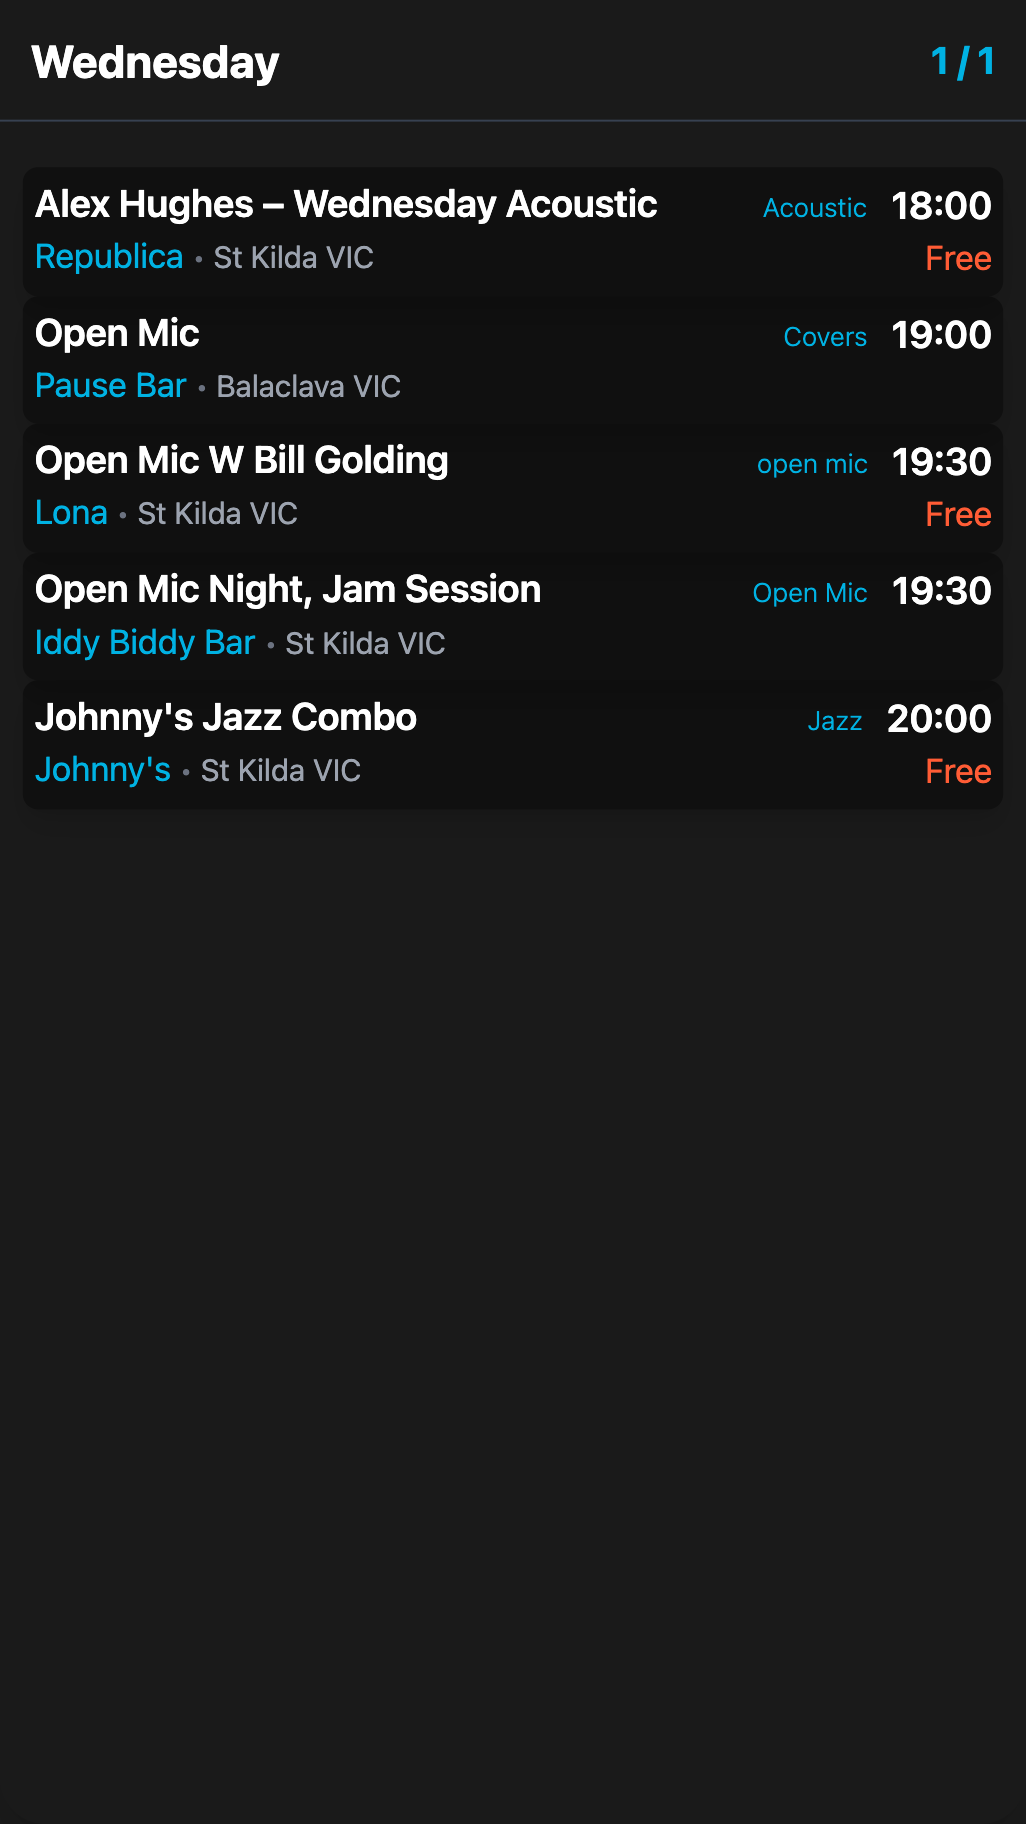 Wednesday 1 / 1
Alex Hughes – Wednesday Acoustic Acoustic 18:00
Republica • St Kilda VIC Free
Open Mic Covers 19:00
Pause Bar • Balaclava VIC
Open Mic W Bill Golding open mic 19:30
Lona • St Kilda VIC Free
Open Mic Night, Jam Session Open Mic 19:30
Iddy Biddy Bar • St Kilda VIC
Johnny's Jazz Combo Jazz 20:00
Johnny's • St Kilda VIC Free